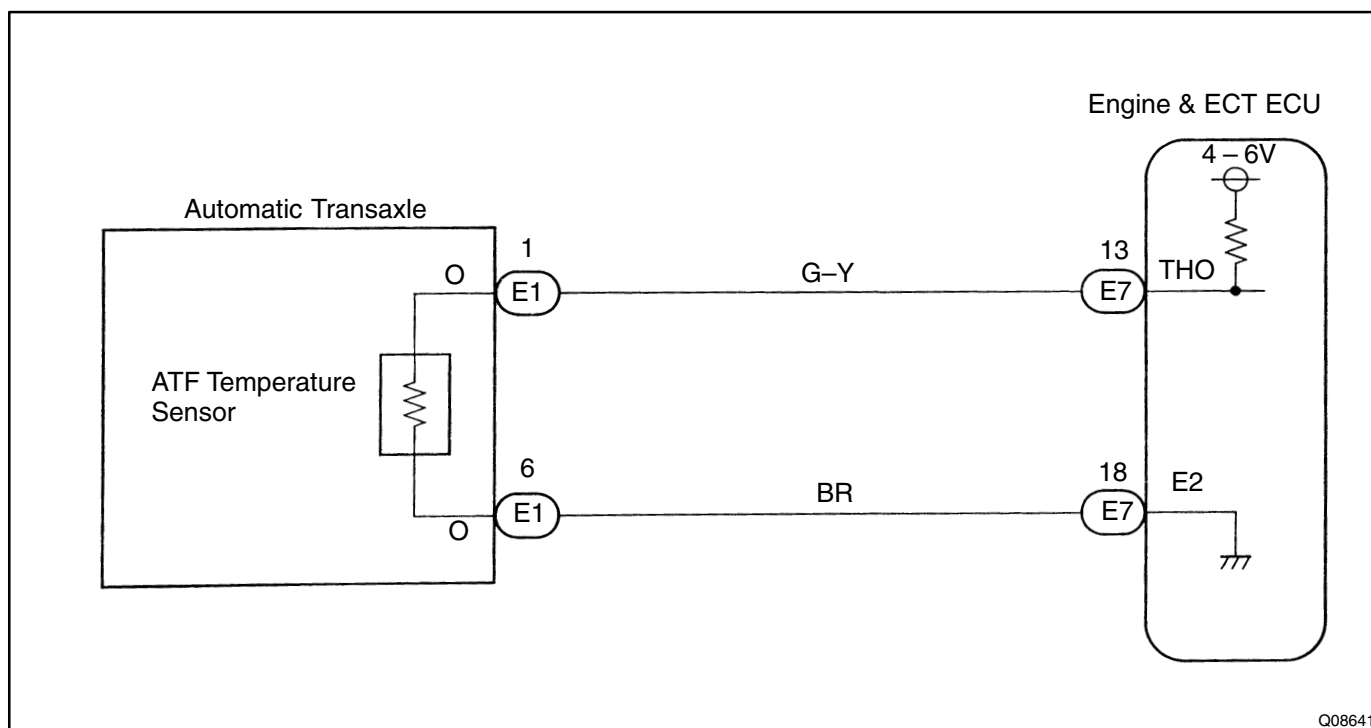 Engine & ECT ECU
4 – 6V
Automatic Transaxle
O
1
E1
G–Y
13
E7
THO
ATF Temperature
Sensor
O
6
E1
BR
18
E7
E2
Q08641